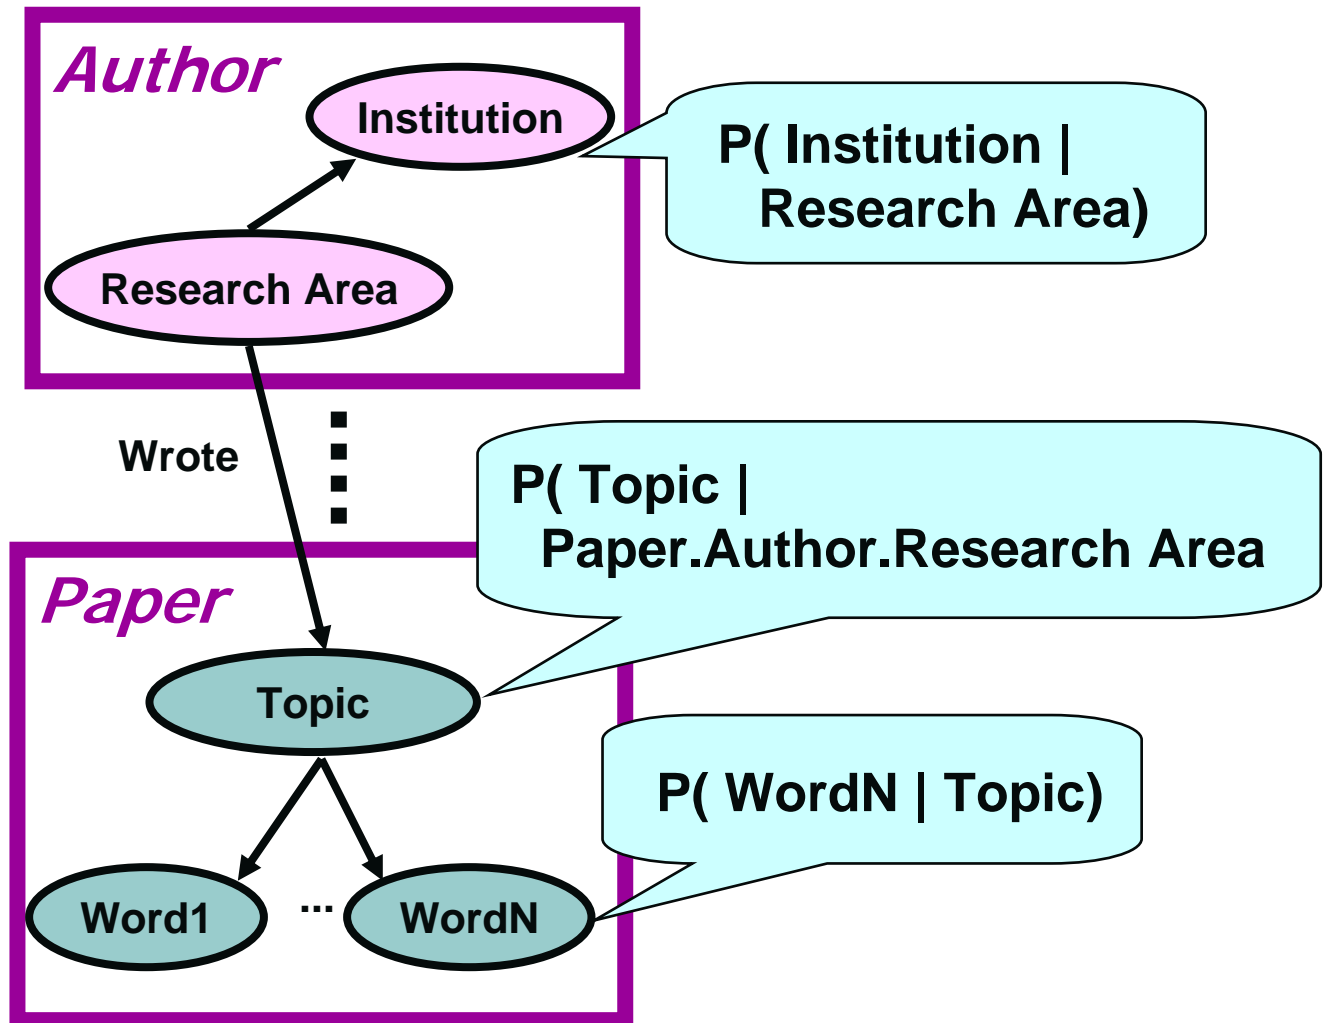 Author
Institution
P( Institution |
Research Area)
Research Area
Wrote
P( Topic |
Paper.Author.Research Area
Paper
Topic
P( WordN | Topic)
Word1
...
WordN